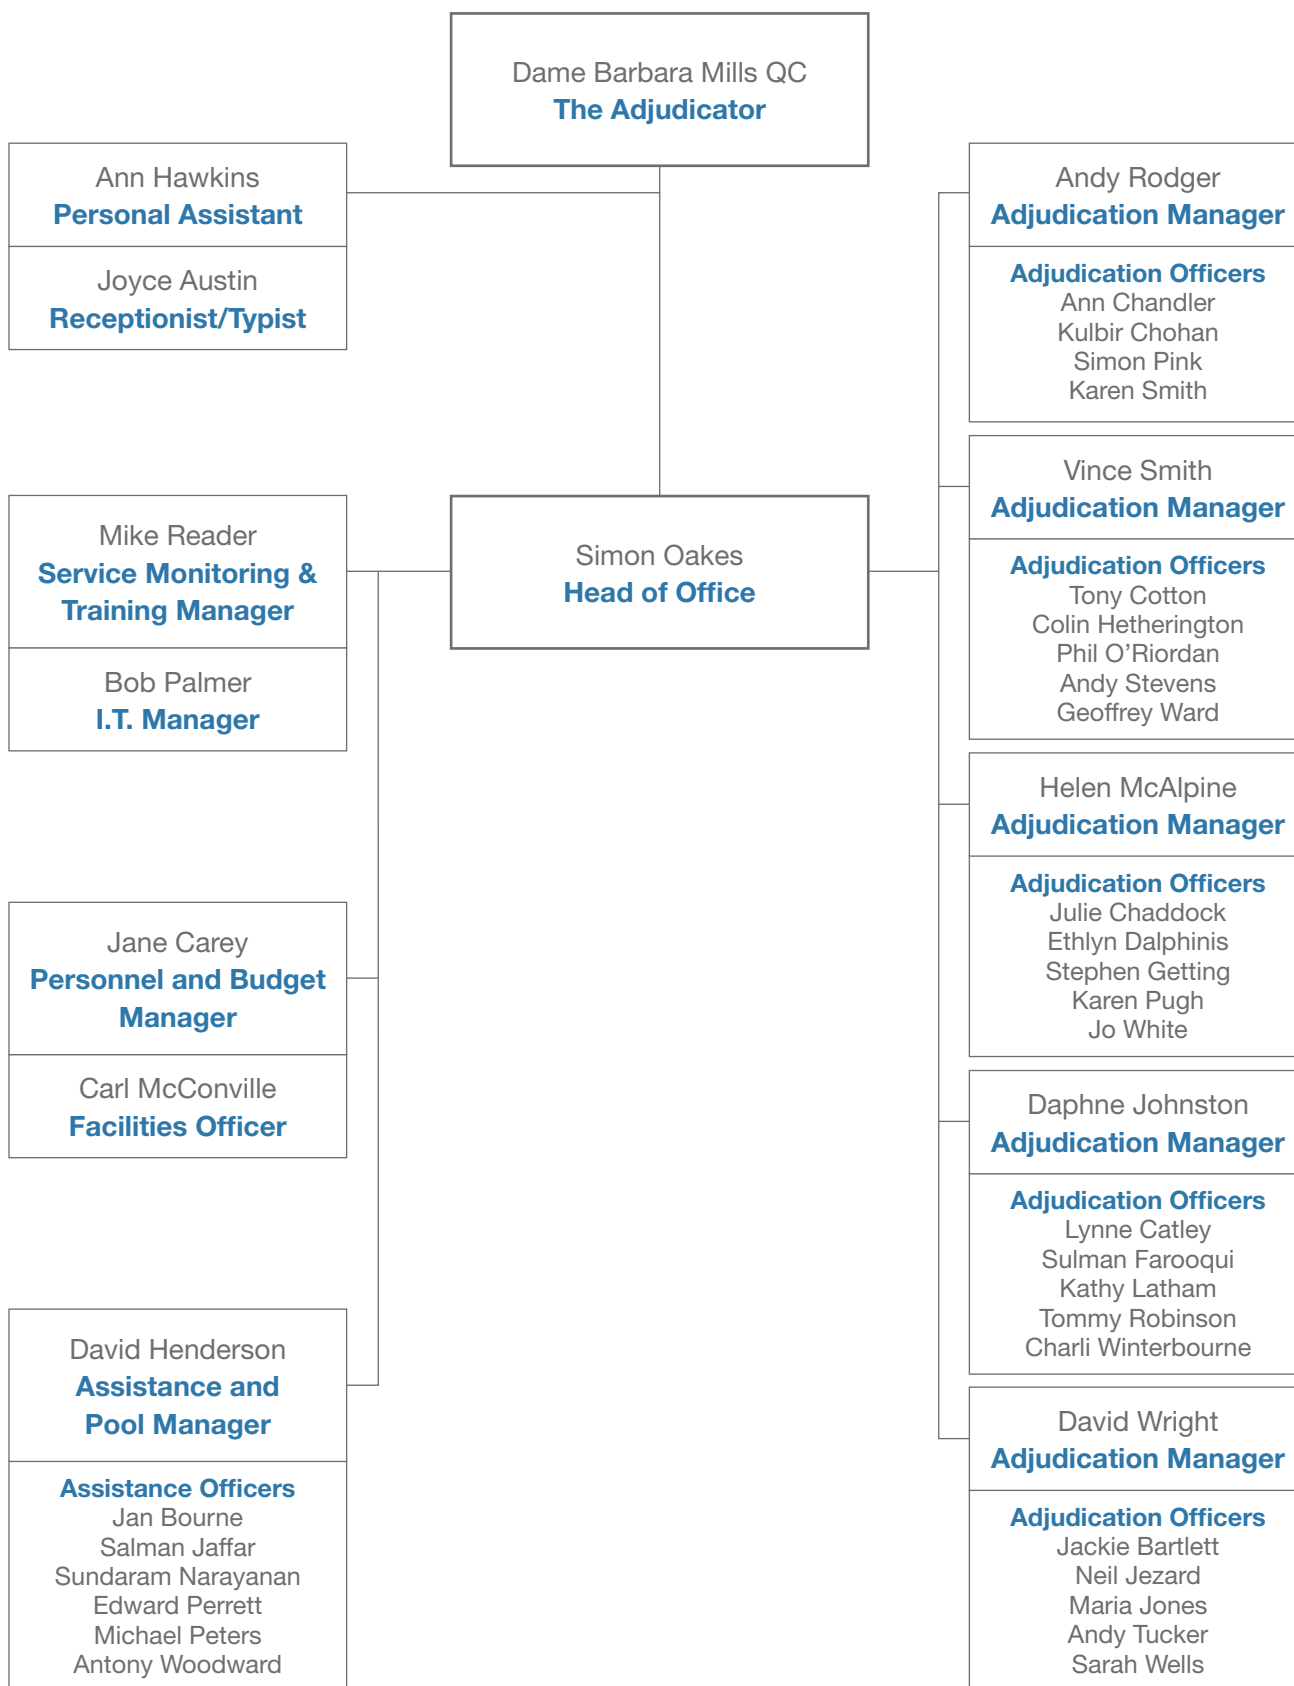 Dame Barbara Mills QC
The Adjudicator
Ann Hawkins
Personal Assistant
Joyce Austin
Receptionist/Typist
Mike Reader
Service Monitoring &
Training Manager
Bob Palmer
I.T. Manager
Simon Oakes
Head of Office
Jane Carey
Personnel and Budget
Manager
Carl McConville
Facilities Officer
David Henderson
Assistance and
Pool Manager
Assistance Officers
Jan Bourne
Salman Jaffar
Sundaram Narayanan
Edward Perrett
Michael Peters
Antony Woodward
Andy Rodger
Adjudication Manager
Adjudication Officers
Ann Chandler
Kulbir Chohan
Simon Pink
Karen Smith
Vince Smith
Adjudication Manager
Adjudication Officers
Tony Cotton
Colin Hetherington
Phil O’Riordan
Andy Stevens
Geoffrey Ward
Helen McAlpine
Adjudication Manager
Adjudication Officers
Julie Chaddock
Ethlyn Dalphinis
Stephen Getting
Karen Pugh
Jo White
Daphne Johnston
Adjudication Manager
Adjudication Officers
Lynne Catley
Sulman Farooqui
Kathy Latham
Tommy Robinson
Charli Winterbourne
David Wright
Adjudication Manager
Adjudication Officers
Jackie Bartlett
Neil Jezard
Maria Jones
Andy Tucker
Sarah Wells